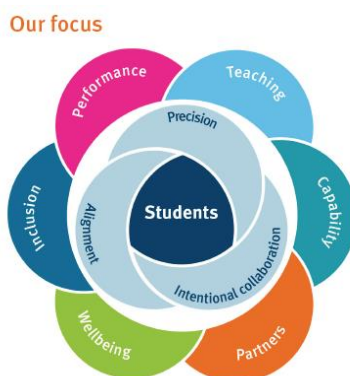 Our focus
Performance
Teaching
Precision
Inclusion
Alignment
Students
Capability
Intentional collaboration
Wellbeing
Partners